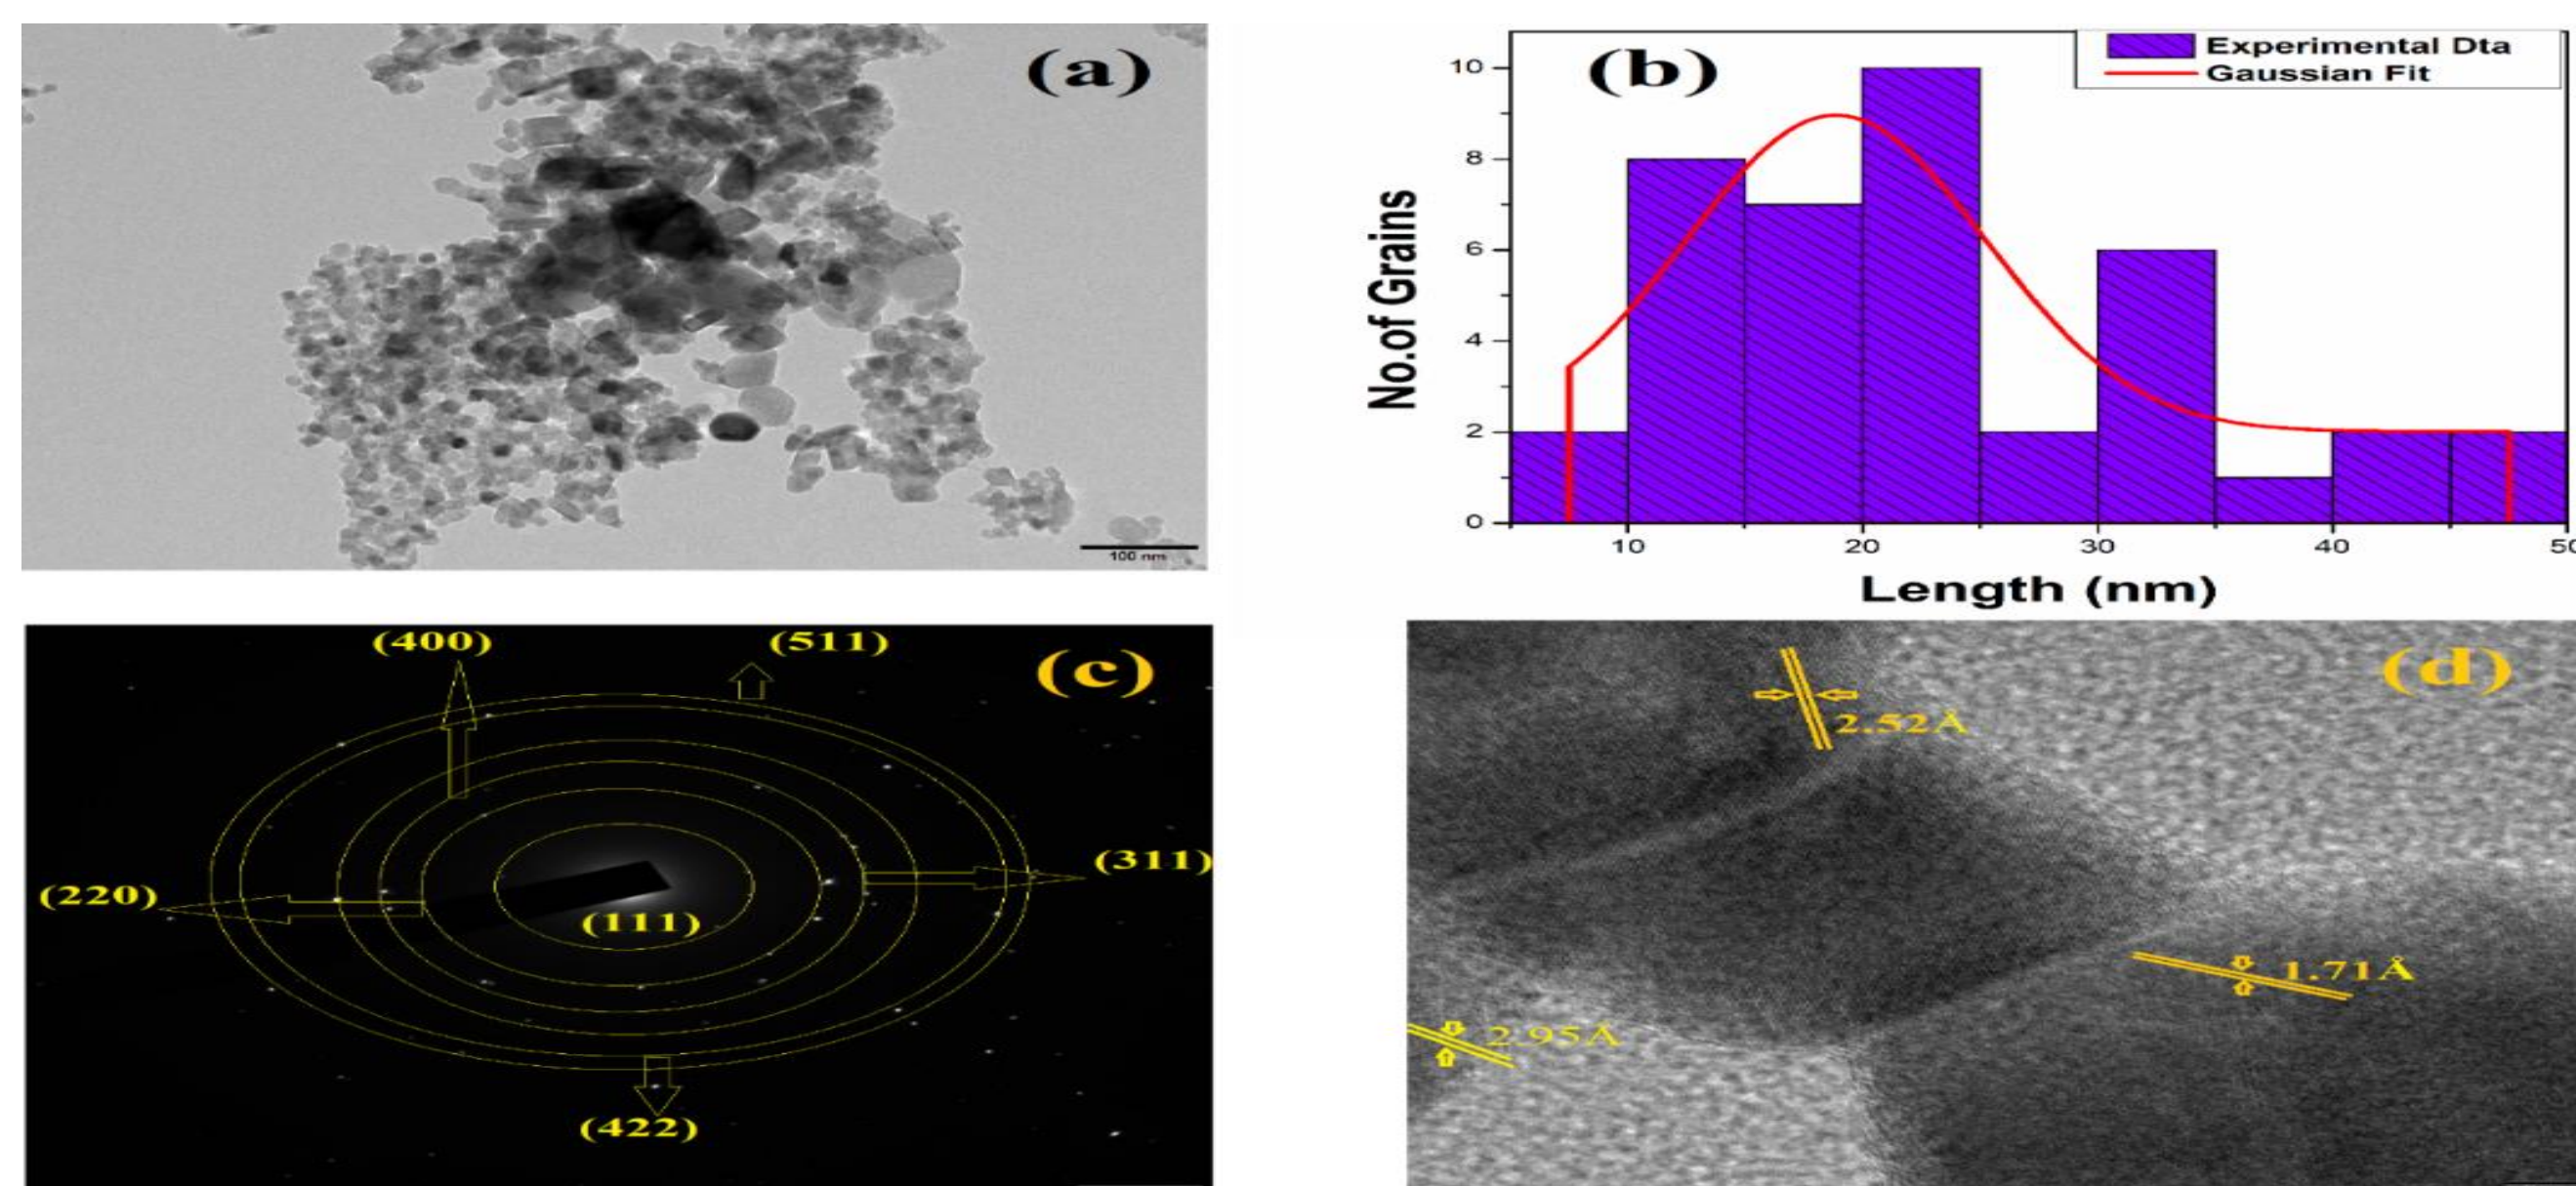 (a)
100 nm
(b)
Experimental Dta
Gaussian Fit
No.of Grains
10
8
6
4
2
0
10
20
30
40
Length (nm)
(400)
(511)
(c)
(311)
(220)
(111)
(422)
(d)
2.52Å
1.71Å
2.95Å